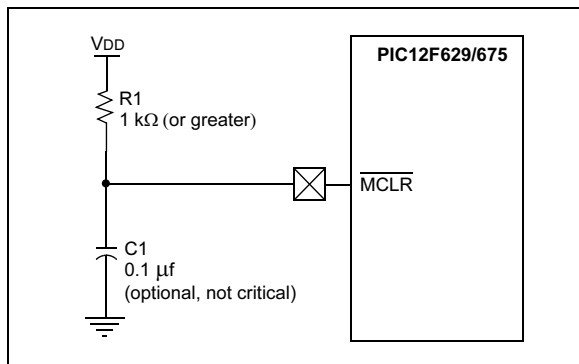 VDD
PIC12F629/675
R1
1 kΩ (or greater)
MCLR
C1
0.1 μf
(optional, not critical)